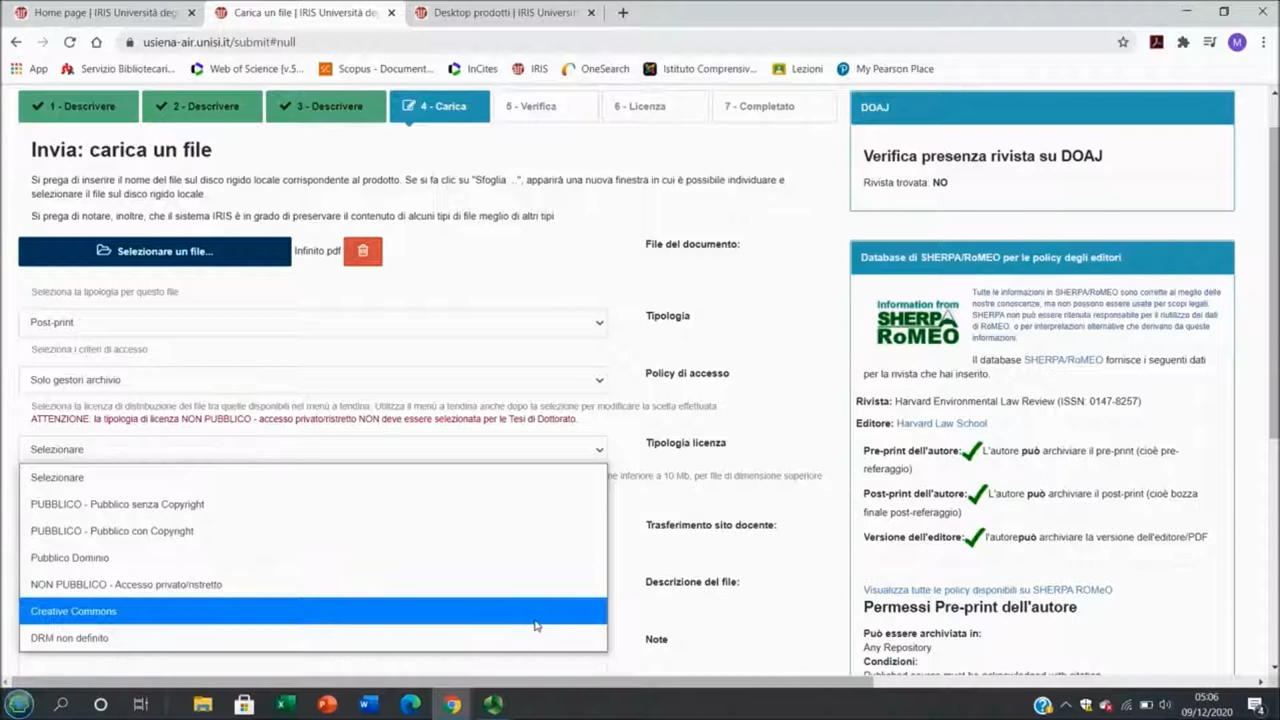 Home page | IRIS Università deg
Carica un file | IRIS Università de
Desktop prodotti | IRIS Universi
usiena-air.unisi.it/submit#null
M
App
Servizio Bibliotecari...
Web of Science [v.5...
Scopus - Document...
InCites
IRIS
OneSearch
Istituto Comprensiv...
Lezioni
My Pearson Place
1 - Descrivere
2 - Descrivere
3 - Descrivere
4 - Carica
5 - Verifica
6 - Licenza
7 - Completato
Invia: carica un file
Si prega di inserire il nome del file sul disco rigido locale corrispondente al prodotto. Se si fa clic su "Sfoglia ..", apparirà una nuova finestra in cui è possibile individuare e
selezionare il file sul disco rigido locale
Si prega di notare, inoltre, che il sistema IRIS è in grado di preservare il contenuto di alcuni tipi di file meglio di altri tipi
Selezionare un file...
Infinito pdf
File del documento:
Seleziona la tipologia per questo file
Post-print
Tipologia
Seleziona i criteri di accesso
Solo gestori archivio
Policy di accesso
Seleziona la licenza di distribuzione del file tra quelle disponibili nel menù a tendina. Utilizza il menù a tendina anche dopo la selezione per modificare la scelta effettuata
ATTENZIONE: la tipologia di licenza NON PUBBLICO - accesso privato/ristretto NON deve essere selezionata per le Tesi di Dottorato.
Selezionare
Tipologia licenza
Selezionare
PUBBLICO - Pubblico senza Copyright
PUBBLICO - Pubblico con Copyright
Pubblico Dominio
NON PUBBLICO - Accesso privato/ristretto
Creative Commons
DRM non definito
ne inferiore a 10 Mb, per file di dimensione superiore
Trasferimento sito docente:
Descrizione del file:
Note
DOAJ
Verifica presenza rivista su DOAJ
Rivista trovata: NO
Database di SHERPA/RoMEO per le policy degli editori
Information from
SHERPA
RoMEO
Tutte le informazioni in SHERPA/RoMEO sono corrette al meglio delle
nostre conoscenze, ma non possono essere usate per scopi legali.
SHERPA non può essere ritenuta responsabile per il riutilizzo dei dati
di RoMEO, o per interpretazioni alternative che derivano da queste
informazioni.
Il database SHERPA/RoMEO fornisce i seguenti dati
per la rivista che hai inserito.
Rivista: Harvard Environmental Law Review (ISSN: 0147-8257)
Editore: Harvard Law School
Pre-print dell'autore: L'autore può archiviare il pre-print (cioè pre-
referaggio)
Post-print dell'autore: L'autore può archiviare il post-print (cioè bozza
finale post-referaggio)
Versione dell'editore: l'autorepuò archiviare la versione dell'editore/PDF
Visualizza tutte le policy disponibili su SHERPA ROMeO
Permessi Pre-print dell'autore
Può essere archiviata in:
Any Repository
Condizioni:
Published source must be acknowledged with citation
05:06
09/12/2020
4